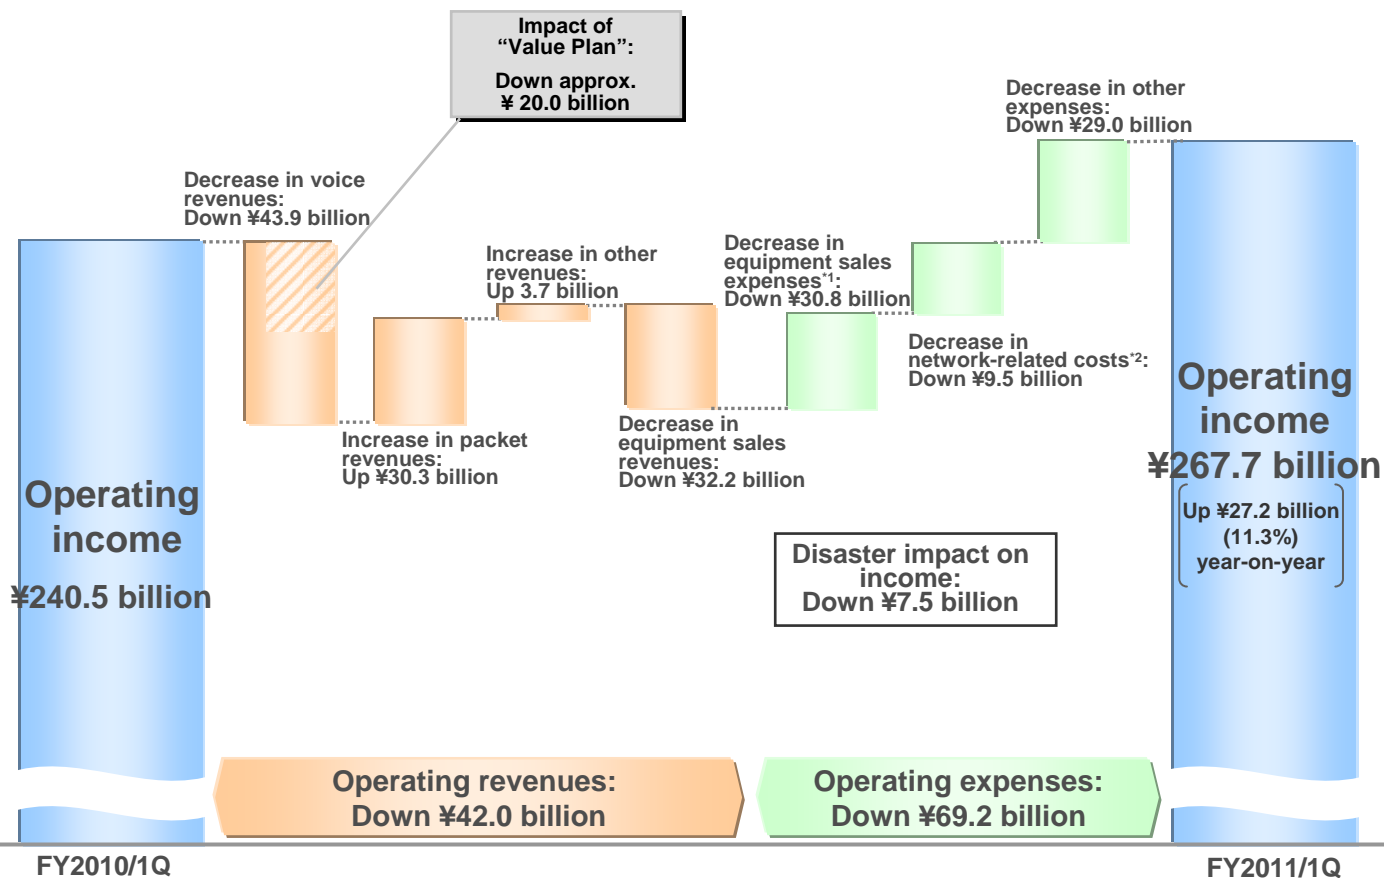 Impact of
“Value Plan”:
Down approx.
¥ 20.0 billion
Decrease in other
expenses:
Down ¥29.0 billion
Decrease in voice
revenues:
Down ¥43.9 billion
Increase in other
revenues:
Up 3.7 billion
Decrease in
equipment sales
expenses*1:
Down ¥30.8 billion
Decrease in
network-related costs*2:
Down ¥9.5 billion
Increase in packet
revenues:
Up ¥30.3 billion
Decrease in
equipment sales
revenues:
Down ¥32.2 billion
Operating
income
¥240.5 billion
Operating
income
¥267.7 billion
Up ¥27.2 billion
(11.3%)
year-on-year
Disaster impact on
income:
Down ¥7.5 billion
Operating revenues:
Down ¥42.0 billion
Operating expenses:
Down ¥69.2 billion
FY2010/1Q
FY2011/1Q